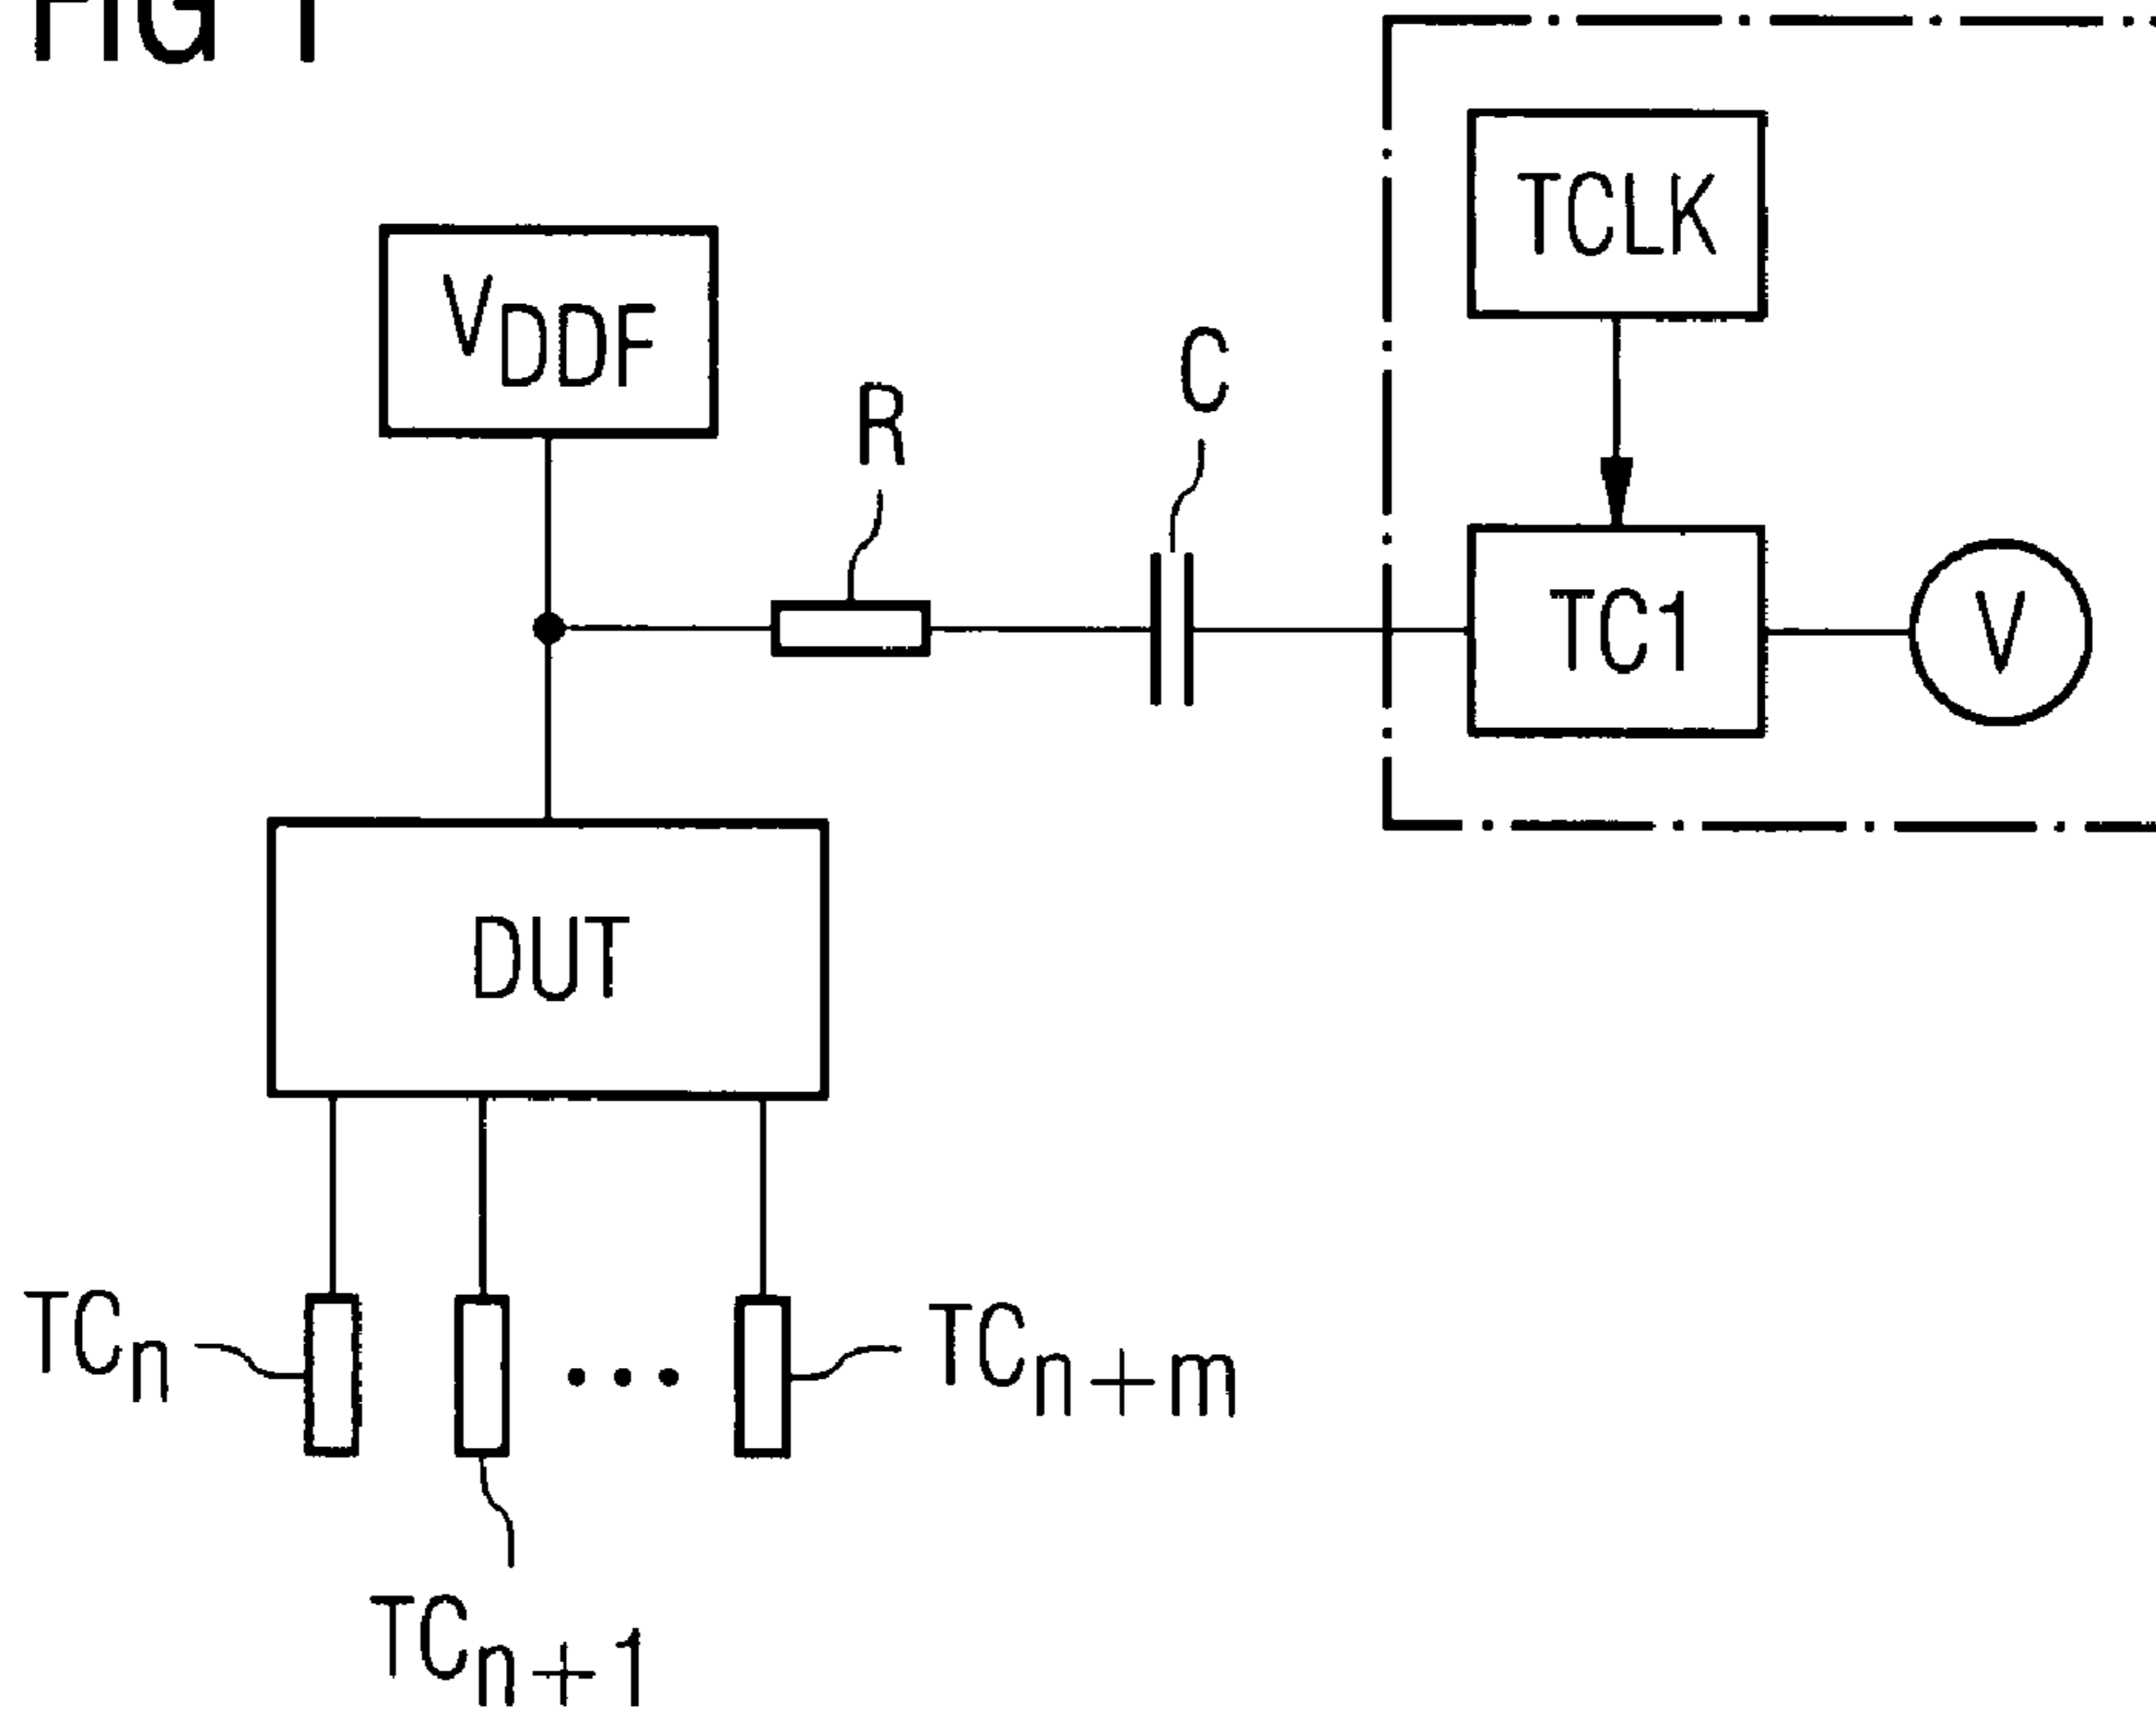 FIG 1
TCLK
VDDF
C
R
TC1
V
DUT
TCn
TCn+m
TCn+1